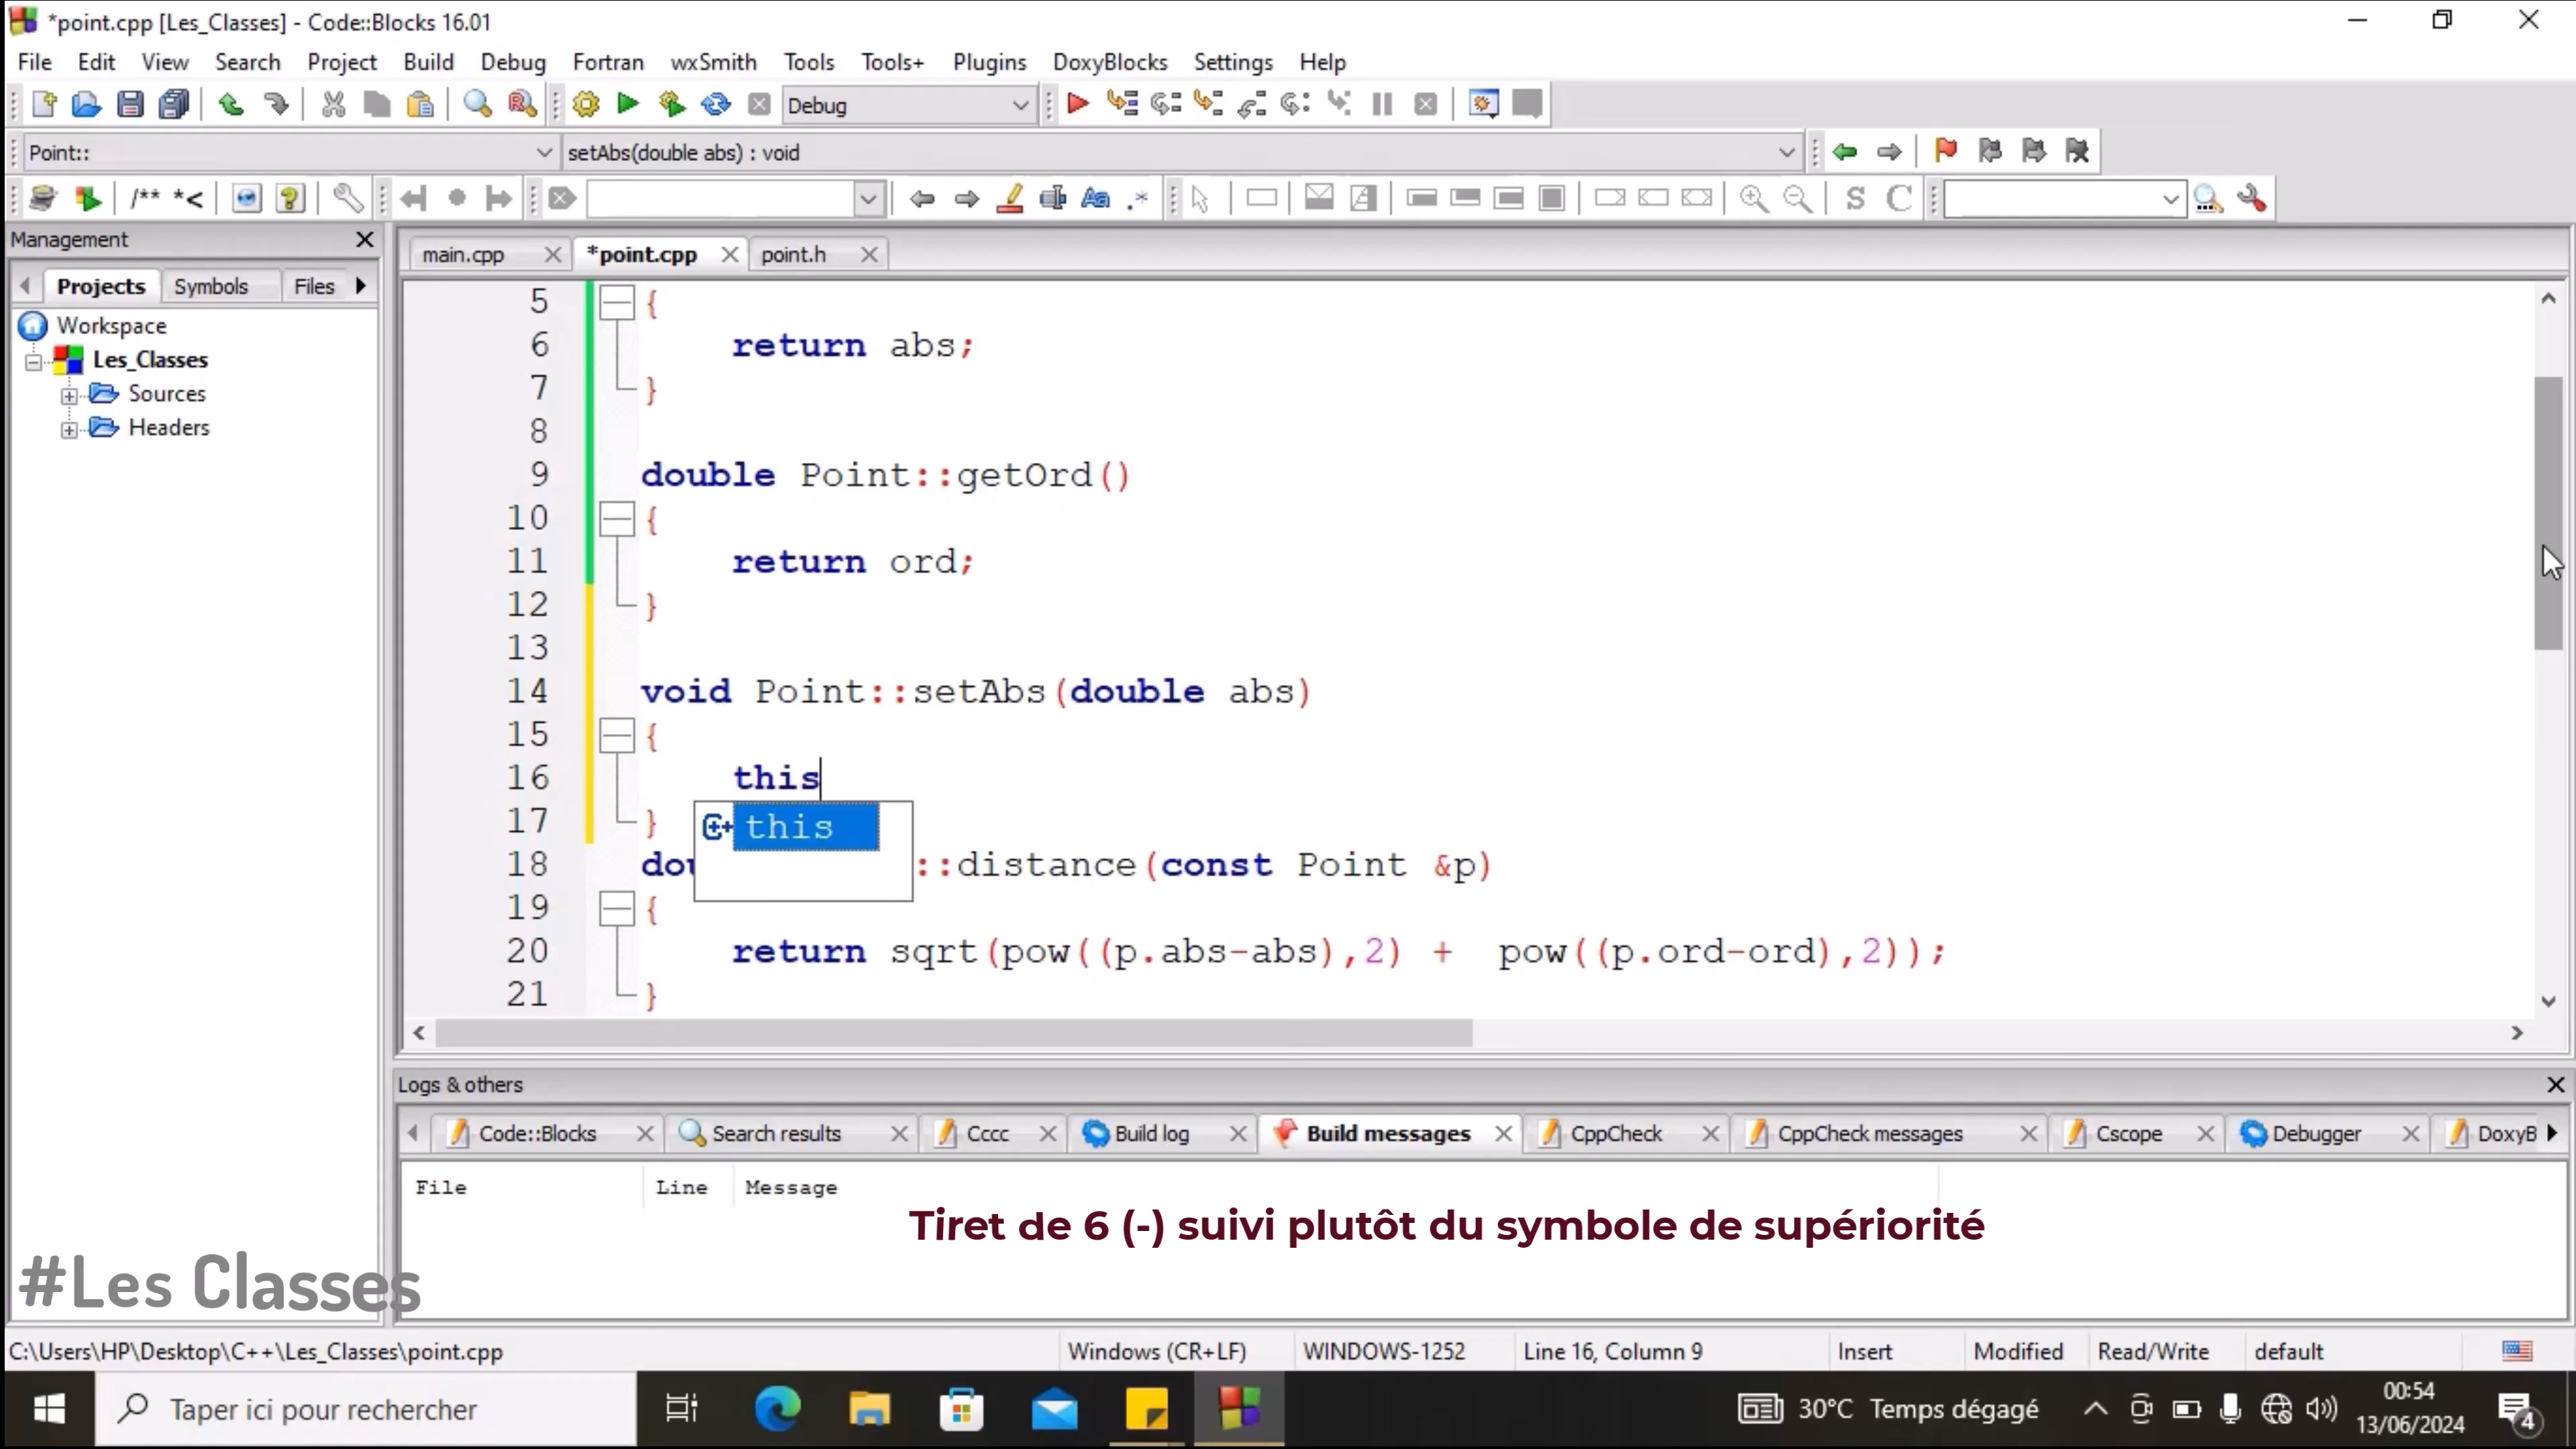 *point.cpp [Les_Classes] - Code::Blocks 16.01
File Edit View Search Project Build Debug Fortran wxSmith Tools Tools+ Plugins DoxyBlocks Settings Help
Debug
Point:: setAbs(double abs) : void
/** *< Aa .* S C
Management
main.cpp *point.cpp point.h
Projects Symbols Files
Workspace
Les_Classes
Sources
Headers
5 {
6 return abs;
7 }
8
9 double Point::getOrd()
10 {
11 return ord;
12 }
13
14 void Point::setAbs(double abs)
15 {
16 this
17 } this
18 ::distance(const Point &p)
19 {
20 return sqrt(pow((p.abs-abs),2) + pow((p.ord-ord),2));
21 }
Logs & others
Code::Blocks Search results Cccc Build log Build messages CppCheck CppCheck messages Cscope Debugger DoxyB
File Line Message
Tiret de 6 (-) suivi plutôt du symbole de supériorité
#Les Classes
C:\Users\HP\Desktop\C++\Les_Classes\point.cpp Windows (CR+LF) WINDOWS-1252 Line 16, Column 9 Insert Modified Read/Write default
Taper ici pour rechercher 30°C Temps dégagé 00:54
13/06/2024 4